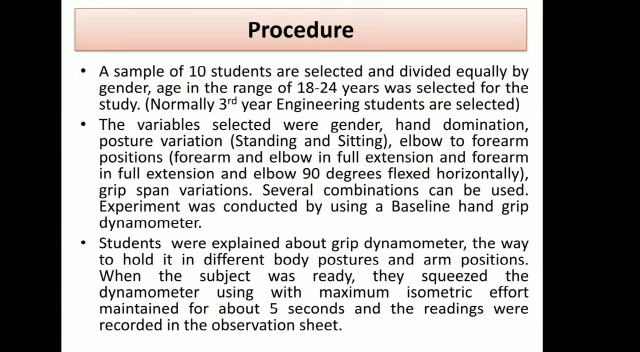 Procedure
• A sample of 10 students are selected and divided equally by
gender, age in the range of 18-24 years was selected for the
study. (Normally 3rd year Engineering students are selected)
• The variables selected were gender, hand domination,
posture variation (Standing and Sitting), elbow to forearm
positions (forearm and elbow in full extension and forearm
in full extension and elbow 90 degrees flexed horizontally),
grip span variations. Several combinations can be used.
Experiment was conducted by using a Baseline hand grip
dynamometer.
• Students were explained about grip dynamometer, the way
to hold it in different body postures and arm positions.
When the subject was ready, they squeezed the
dynamometer using with maximum isometric effort
maintained for about 5 seconds and the readings were
recorded in the observation sheet.